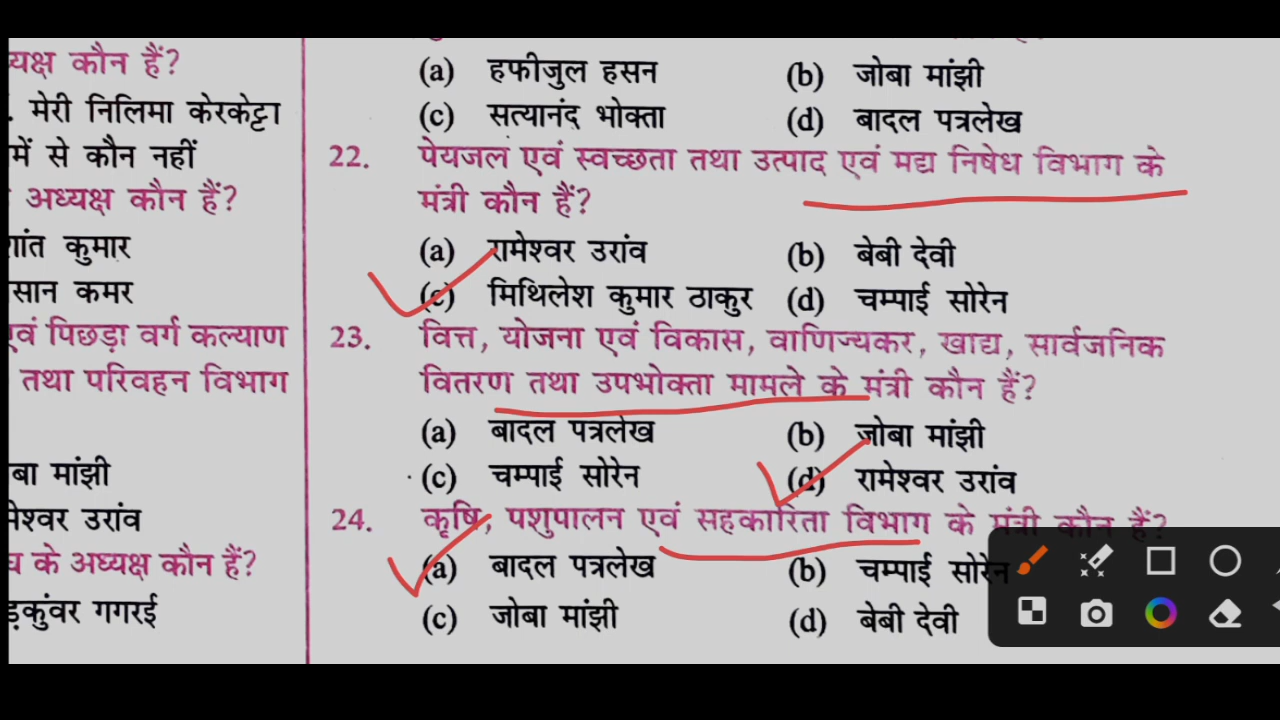 यक्ष कौन हैं?
. मेरी निलिमा केरकेट्टा
में से कौन नहीं
अध्यक्ष कौन हैं?
शांत कुमार
सान कमर
एवं पिछड़ा वर्ग कल्याण
तथा परिवहन विभाग
बा मांझी
मेश्वर उरांव
घ के अध्यक्ष कौन हैं?
ड़कुंवर गगरई
(a) हफीजुल हसन (b) जोबा मांझी
(c) सत्यानंद भोक्ता (d) बादल पत्रलेख
22. पेयजल एवं स्वच्छता तथा उत्पाद एवं मद्य निषेध विभाग के
मंत्री कौन हैं?
(a) रामेश्वर उरांव (b) बेबी देवी
(c) मिथिलेश कुमार ठाकुर (d) चम्पाई सोरेन
23. वित्त, योजना एवं विकास, वाणिज्यकर, खाद्य, सार्वजनिक
वितरण तथा उपभोक्ता मामले के मंत्री कौन हैं?
(a) बादल पत्रलेख (b) जोबा मांझी
(c) चम्पाई सोरेन (d) रामेश्वर उरांव
24. कृषि, पशुपालन एवं सहकारिता विभाग के मंत्री कौन हैं?
(a) बादल पत्रलेख (b) चम्पाई सोरेन
(c) जोबा मांझी (d) बेबी देवी